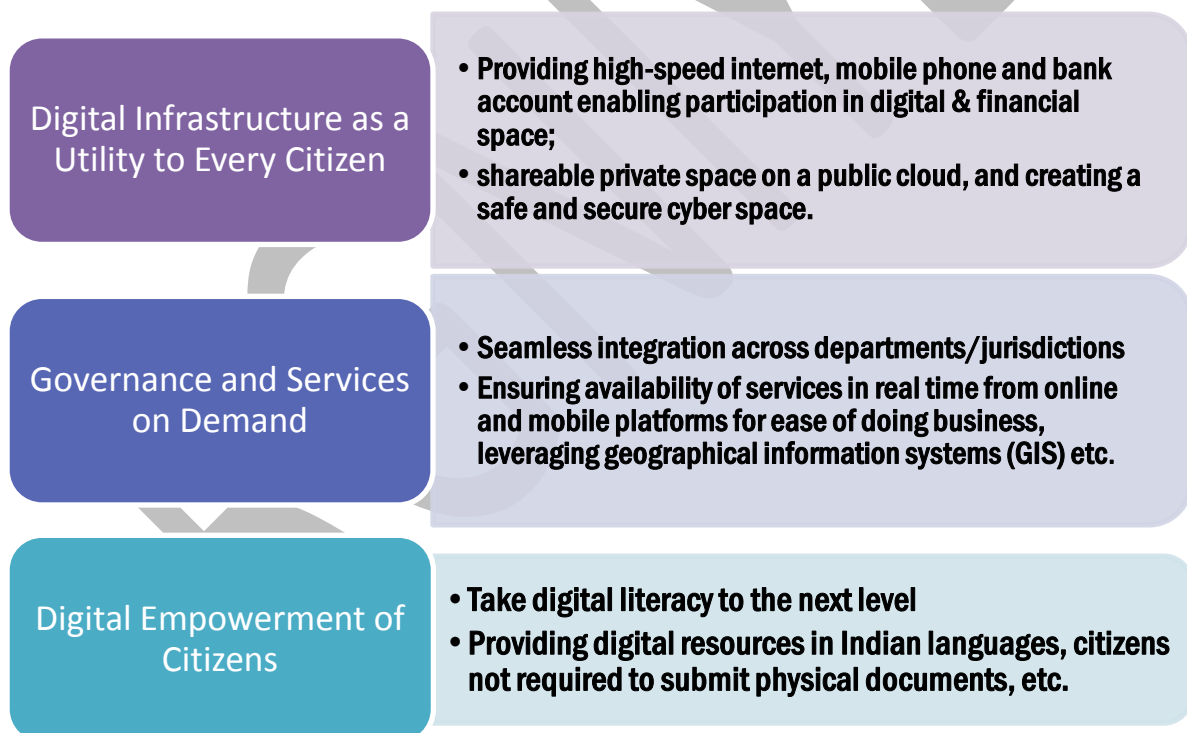 Digital Infrastructure as a
Utility to Every Citizen
• Providing high-speed internet, mobile phone and bank
account enabling participation in digital & financial
space;
• shareable private space on a public cloud, and creating a
safe and secure cyber space.
Governance and Services
on Demand
• Seamless integration across departments/jurisdictions
• Ensuring availability of services in real time from online
and mobile platforms for ease of doing business,
leveraging geographical information systems (GIS) etc.
Digital Empowerment of
Citizens
• Take digital literacy to the next level
• Providing digital resources in Indian languages, citizens
not required to submit physical documents, etc.